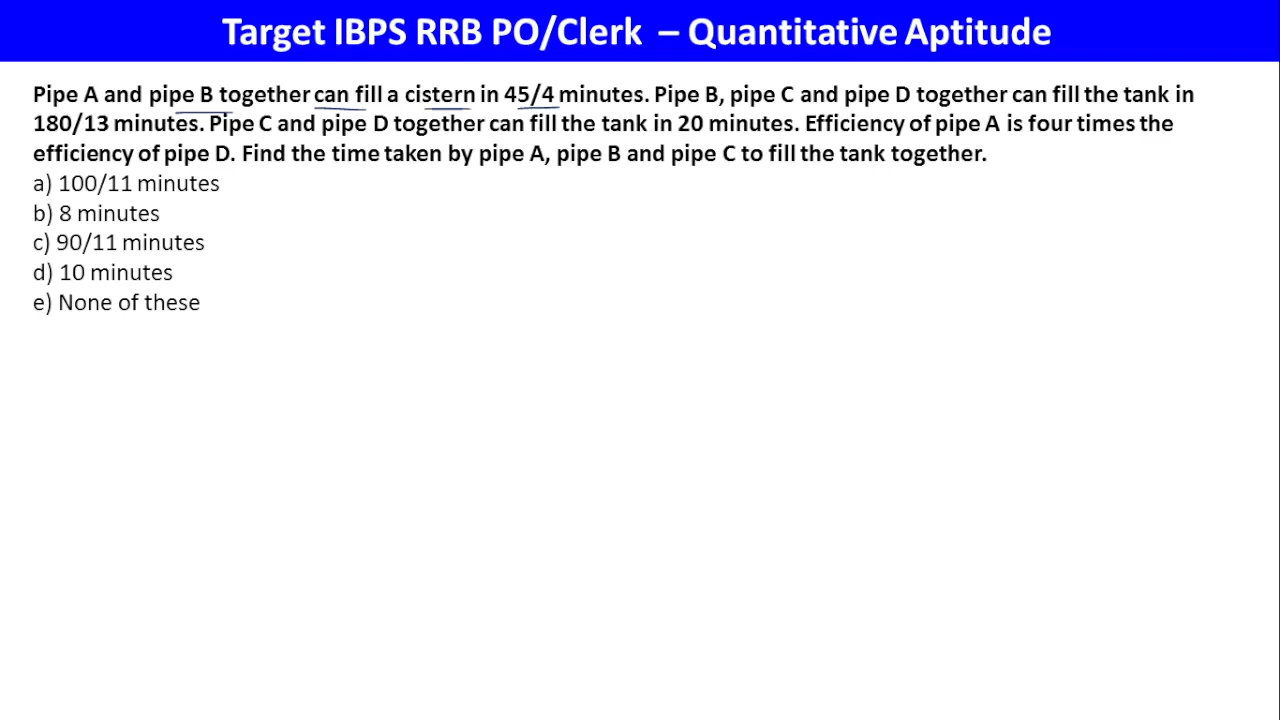 Target IBPS RRB PO/Clerk – Quantitative Aptitude
Pipe A and pipe B together can fill a cistern in 45/4 minutes. Pipe B, pipe C and pipe D together can fill the tank in
180/13 minutes. Pipe C and pipe D together can fill the tank in 20 minutes. Efficiency of pipe A is four times the
efficiency of pipe D. Find the time taken by pipe A, pipe B and pipe C to fill the tank together.
a) 100/11 minutes
b) 8 minutes
c) 90/11 minutes
d) 10 minutes
e) None of these